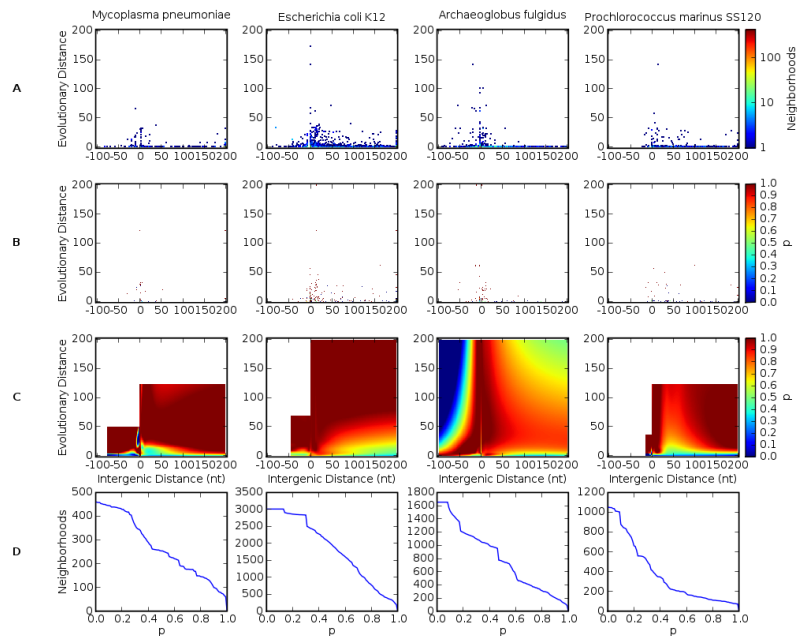 Mycoplasma pneumoniae
Escherichia coli K12
Archaeoglobus fulgidus
Prochlorococcus marinus SS120
A
Evolutionary Distance
200
150
100
50
0
-100-50 0 50 100150200
-100-50 0 50 100150200
-100-50 0 50 100150200
-100-50 0 50 100150200
100
10
1
Neighborhoods
B
Evolutionary Distance
200
150
100
50
0
-100-50 0 50 100150200
-100-50 0 50 100150200
-100-50 0 50 100150200
-100-50 0 50 100150200
1.0
0.9
0.8
0.7
0.6
0.5
0.4
0.3
0.2
0.1
0.0
p
C
Evolutionary Distance
200
150
100
50
0
-100-50 0 50 100150200
-100-50 0 50 100150200
-100-50 0 50 100150200
-100-50 0 50 100150200
1.0
0.9
0.8
0.7
0.6
0.5
0.4
0.3
0.2
0.1
0.0
p
Intergenic Distance (nt)
Intergenic Distance (nt)
Intergenic Distance (nt)
Intergenic Distance (nt)
D
Neighborhoods
500
400
300
200
100
0
0.0 0.2 0.4 0.6 0.8 1.0
p
3500
3000
2500
2000
1500
1000
500
0
0.0 0.2 0.4 0.6 0.8 1.0
p
1800
1600
1400
1200
1000
800
600
400
200
0
0.0 0.2 0.4 0.6 0.8 1.0
p
1200
1000
800
600
400
200
0
0.0 0.2 0.4 0.6 0.8 1.0
p